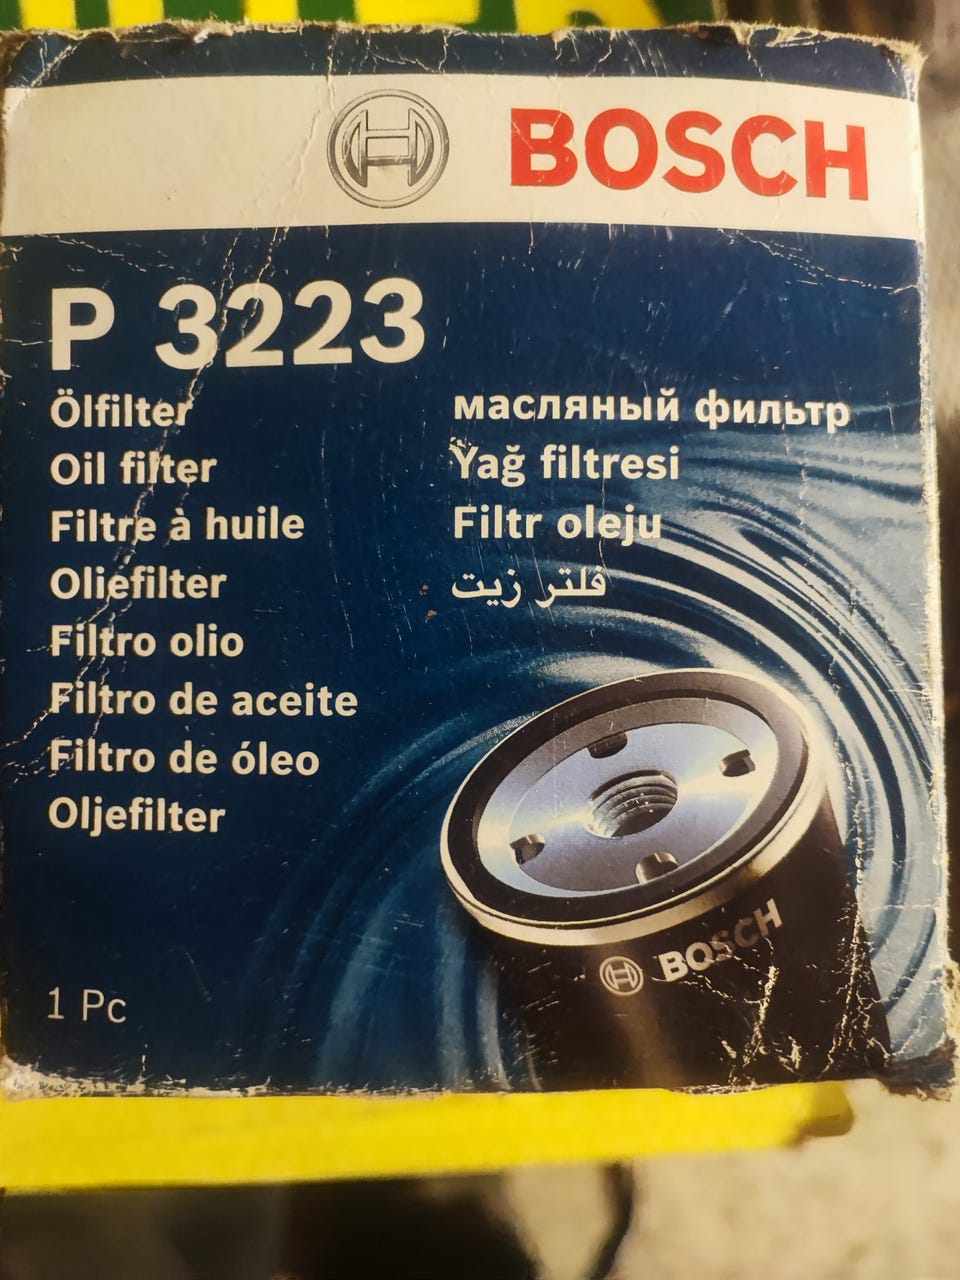 BOSCH
P 3223
Ölfilter
Oil filter
Filtre à huile
Oliefilter
Filtro olio
Filtro de aceite
Filtro de óleo
Oljefilter
масляный фильтр
Yağ filtresi
Filtr oleju
فلتر زيت
BOSCH
1 Pc